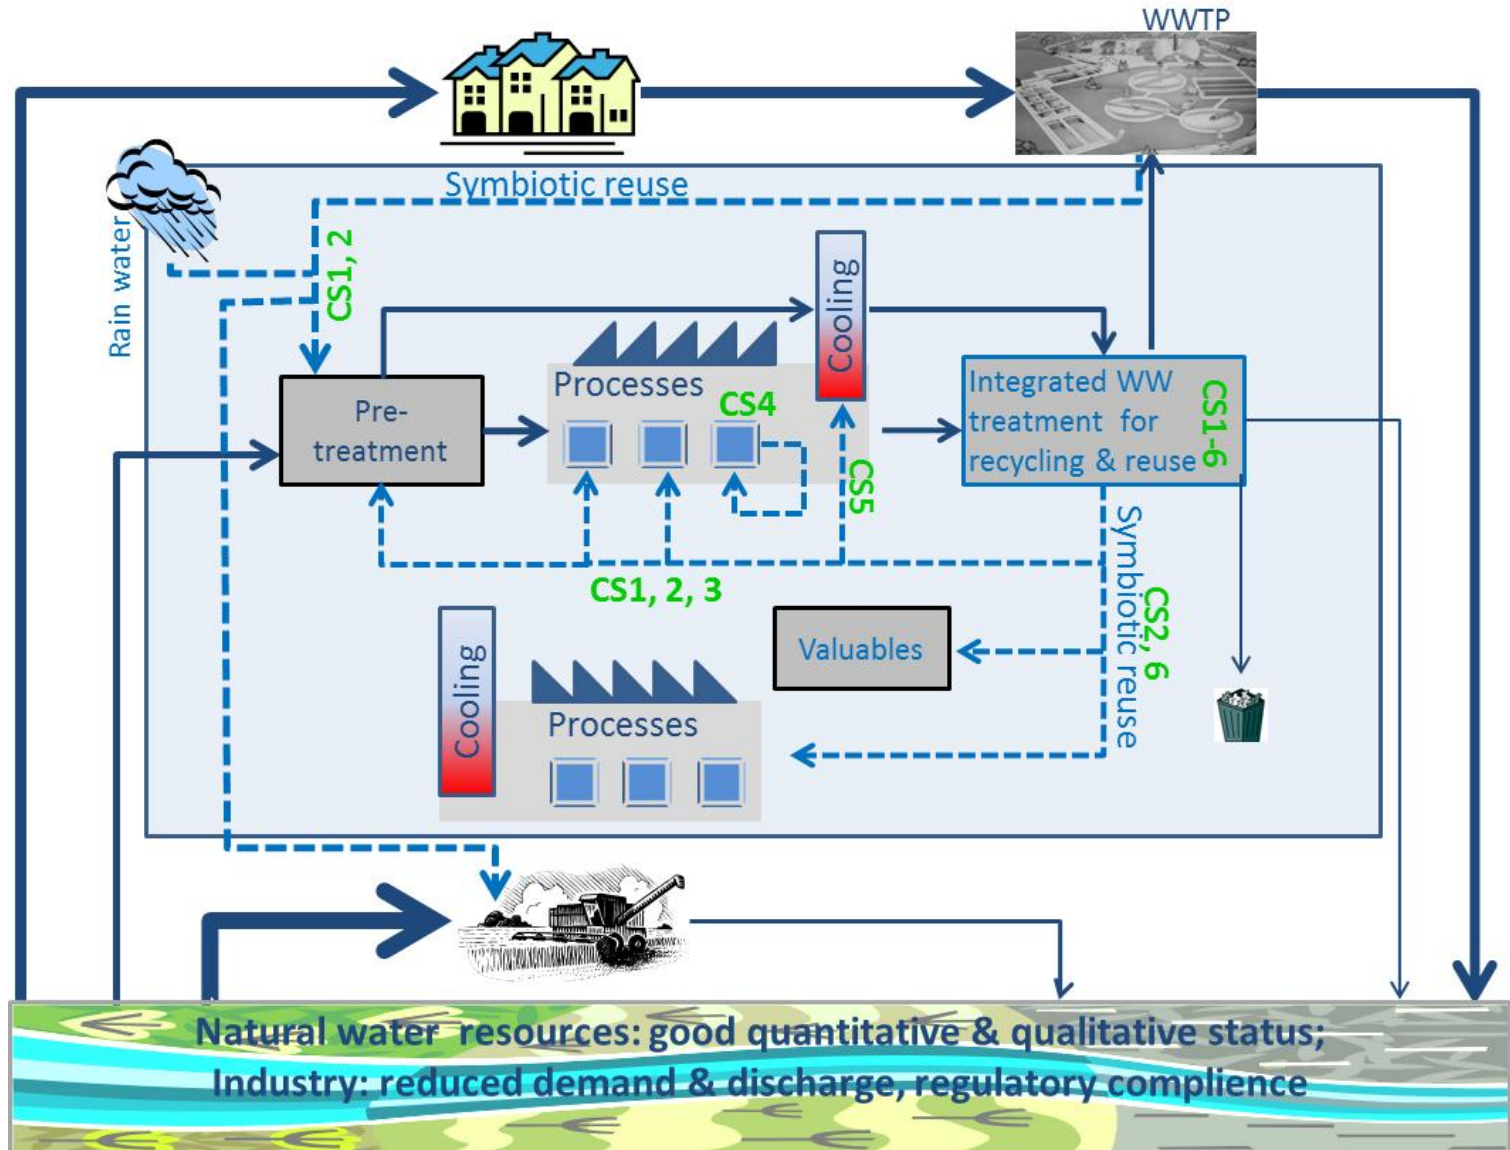 WWTP
Symbiotic reuse
Rain water
CS1, 2
Cooling
Processes
CS4
Pre-
treatment
Integrated WW
treatment for
recycling & reuse
CS1-6
CS5
CS1, 2, 3
Symbiotic reuse
CS2, 6
Valuables
Cooling
Processes
Natural water resources: good quantitative & qualitative status;
Industry: reduced demand & discharge, regulatory complience